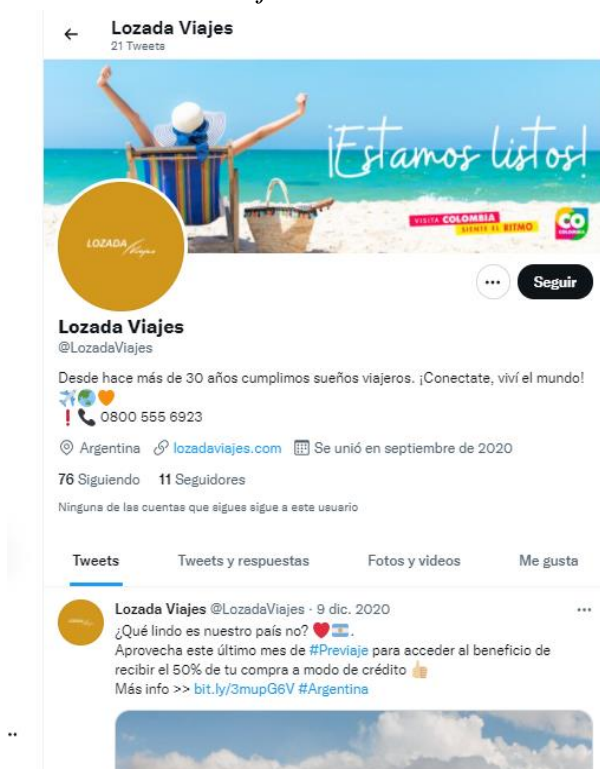 Lozada Viajes
21 Tweets
¡Estamos listos!
VISITA COLOMBIA
SIENTE EL RITMO
CO
COLOMBIA
LOZADA Viajes
Seguir
Lozada Viajes
@LozadaViajes
Desde hace más de 30 años cumplimos sueños viajeros. ¡Conectate, viví el mundo!
✈️🌏🧡
❗📞 0800 555 6923
Argentina lozadaviajes.com Se unió en septiembre de 2020
76 Siguiendo 11 Seguidores
Ninguna de las cuentas que sigues sigue a este usuario
Tweets Tweets y respuestas Fotos y videos Me gusta
Lozada Viajes @LozadaViajes · 9 dic. 2020
¿Qué lindo es nuestro país no? ❤️🇦🇷.
Aprovecha este último mes de #Previaje para acceder al beneficio de
recibir el 50% de tu compra a modo de crédito 👍🏼
Más info >> bit.ly/3mupG6V #Argentina